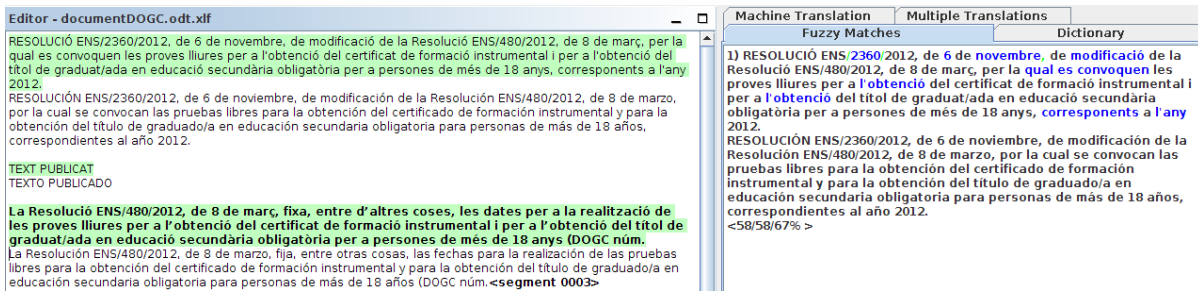 Editor - documentDOGC.odt.xlf
RESOLUCIÓ ENS/2360/2012, de 6 de novembre, de modificació de la Resolució ENS/480/2012, de 8 de març, per la
qual es convoquen les proves lliures per a l'obtenció del certificat de formació instrumental i per a l'obtenció del
títol de graduat/ada en educació secundària obligatòria per a persones de més de 18 anys, corresponents a l'any
2012.
RESOLUCIÓN ENS/2360/2012, de 6 de noviembre, de modificación de la Resolución ENS/480/2012, de 8 de marzo,
por la cual se convocan las pruebas libres para la obtención del certificado de formación instrumental y para la
obtención del título de graduado/a en educación secundaria obligatoria para personas de más de 18 años,
correspondientes al año 2012.
TEXT PUBLICAT
TEXTO PUBLICADO
La Resolució ENS/480/2012, de 8 de març, fixa, entre d'altres coses, les dates per a la realització de
les proves lliures per a l'obtenció del certificat de formació instrumental i per a l'obtenció del títol de
graduat/ada en educació secundària obligatòria per a persones de més de 18 anys (DOGC núm.
La Resolución ENS/480/2012, de 8 de marzo, fija, entre otras cosas, las fechas para la realización de las pruebas
libres para la obtención del certificado de formación instrumental y para la obtención del título de graduado/a en
educación secundaria obligatoria para personas de más de 18 años (DOGC núm.<segment 0003>
Machine Translation Multiple Translations
Fuzzy Matches Dictionary
1) RESOLUCIÓ ENS/2360/2012, de 6 de novembre, de modificació de la
Resolució ENS/480/2012, de 8 de març, per la qual es convoquen les
proves lliures per a l'obtenció del certificat de formació instrumental i
per a l'obtenció del títol de graduat/ada en educació secundària
obligatòria per a persones de més de 18 anys, corresponents a l'any
2012.
RESOLUCIÓN ENS/2360/2012, de 6 de noviembre, de modificación de la
Resolución ENS/480/2012, de 8 de marzo, por la cual se convocan las
pruebas libres para la obtención del certificado de formación
instrumental y para la obtención del título de graduado/a en
educación secundaria obligatoria para personas de más de 18 años,
correspondientes al año 2012.
<58/58/67% >